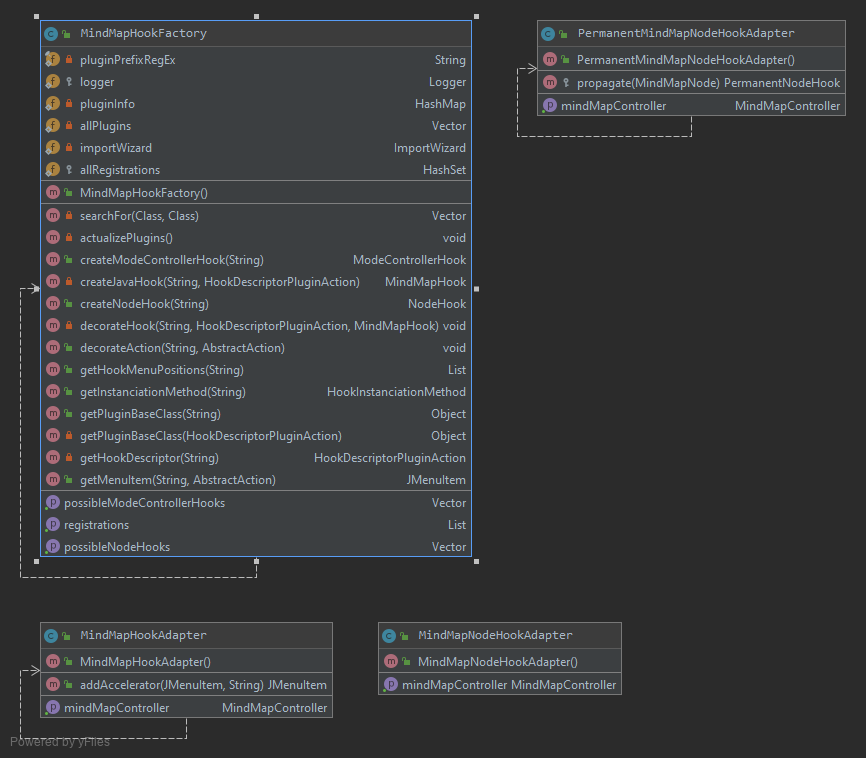 MindMapHookFactory
pluginPrefixRegEx String
logger Logger
pluginInfo HashMap
allPlugins Vector
importWizard ImportWizard
allRegistrations HashSet
MindMapHookFactory()
searchFor(Class, Class) Vector
actualizePlugins() void
createModeControllerHook(String) ModeControllerHook
createJavaHook(String, HookDescriptorPluginAction) MindMapHook
createNodeHook(String) NodeHook
decorateHook(String, HookDescriptorPluginAction, MindMapHook) void
decorateAction(String, AbstractAction) void
getHookMenuPositions(String) List
getInstanciationMethod(String) HookInstanciationMethod
getPluginBaseClass(String) Object
getPluginBaseClass(HookDescriptorPluginAction) Object
getHookDescriptor(String) HookDescriptorPluginAction
getMenuItem(String, AbstractAction) JMenuItem
possibleModeControllerHooks Vector
registrations List
possibleNodeHooks Vector
PermanentMindMapNodeHookAdapter
PermanentMindMapNodeHookAdapter()
propagate(MindMapNode) PermanentNodeHook
mindMapController MindMapController
MindMapHookAdapter
MindMapHookAdapter()
addAccelerator(JMenuItem, String) JMenuItem
mindMapController MindMapController
MindMapNodeHookAdapter
MindMapNodeHookAdapter()
mindMapController MindMapController
Powered by yFiles